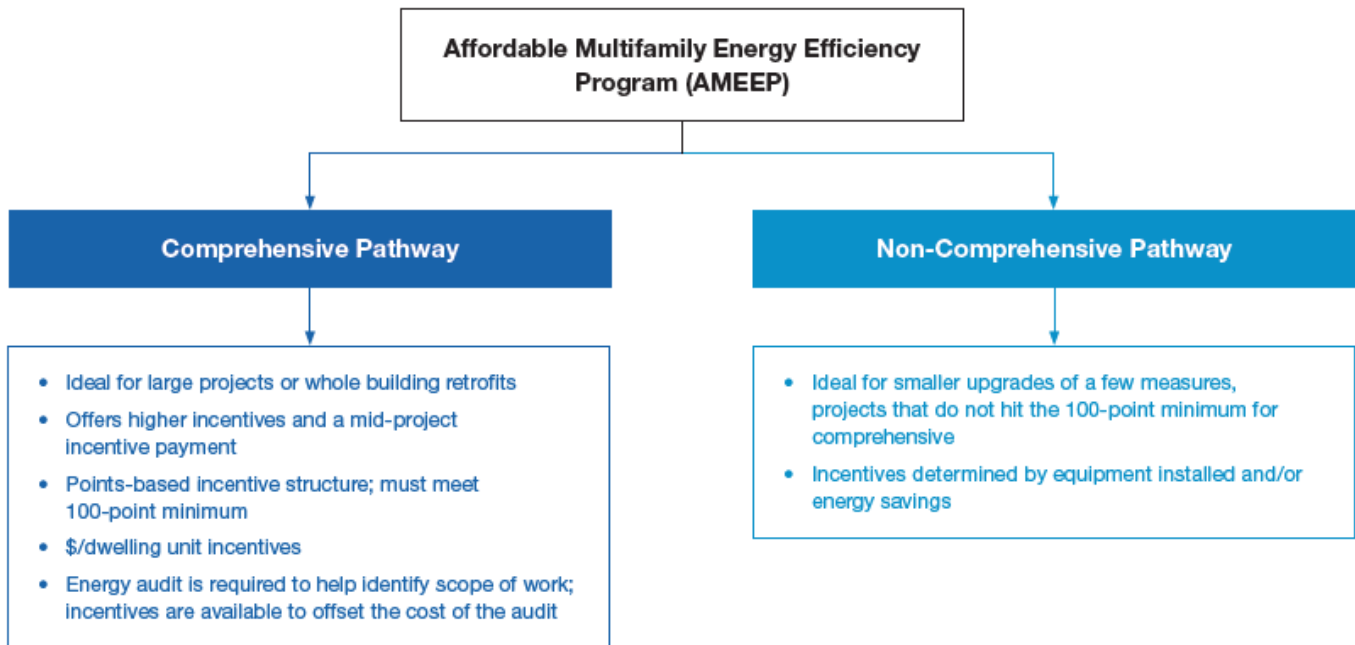 Affordable Multifamily Energy Efficiency
Program (AMEEP)
Comprehensive Pathway
• Ideal for large projects or whole building retrofits
• Offers higher incentives and a mid-project
incentive payment
• Points-based incentive structure; must meet
100-point minimum
• $/dwelling unit incentives
• Energy audit is required to help identify scope of work;
incentives are available to offset the cost of the audit
Non-Comprehensive Pathway
• Ideal for smaller upgrades of a few measures,
projects that do not hit the 100-point minimum for
comprehensive
• Incentives determined by equipment installed and/or
energy savings